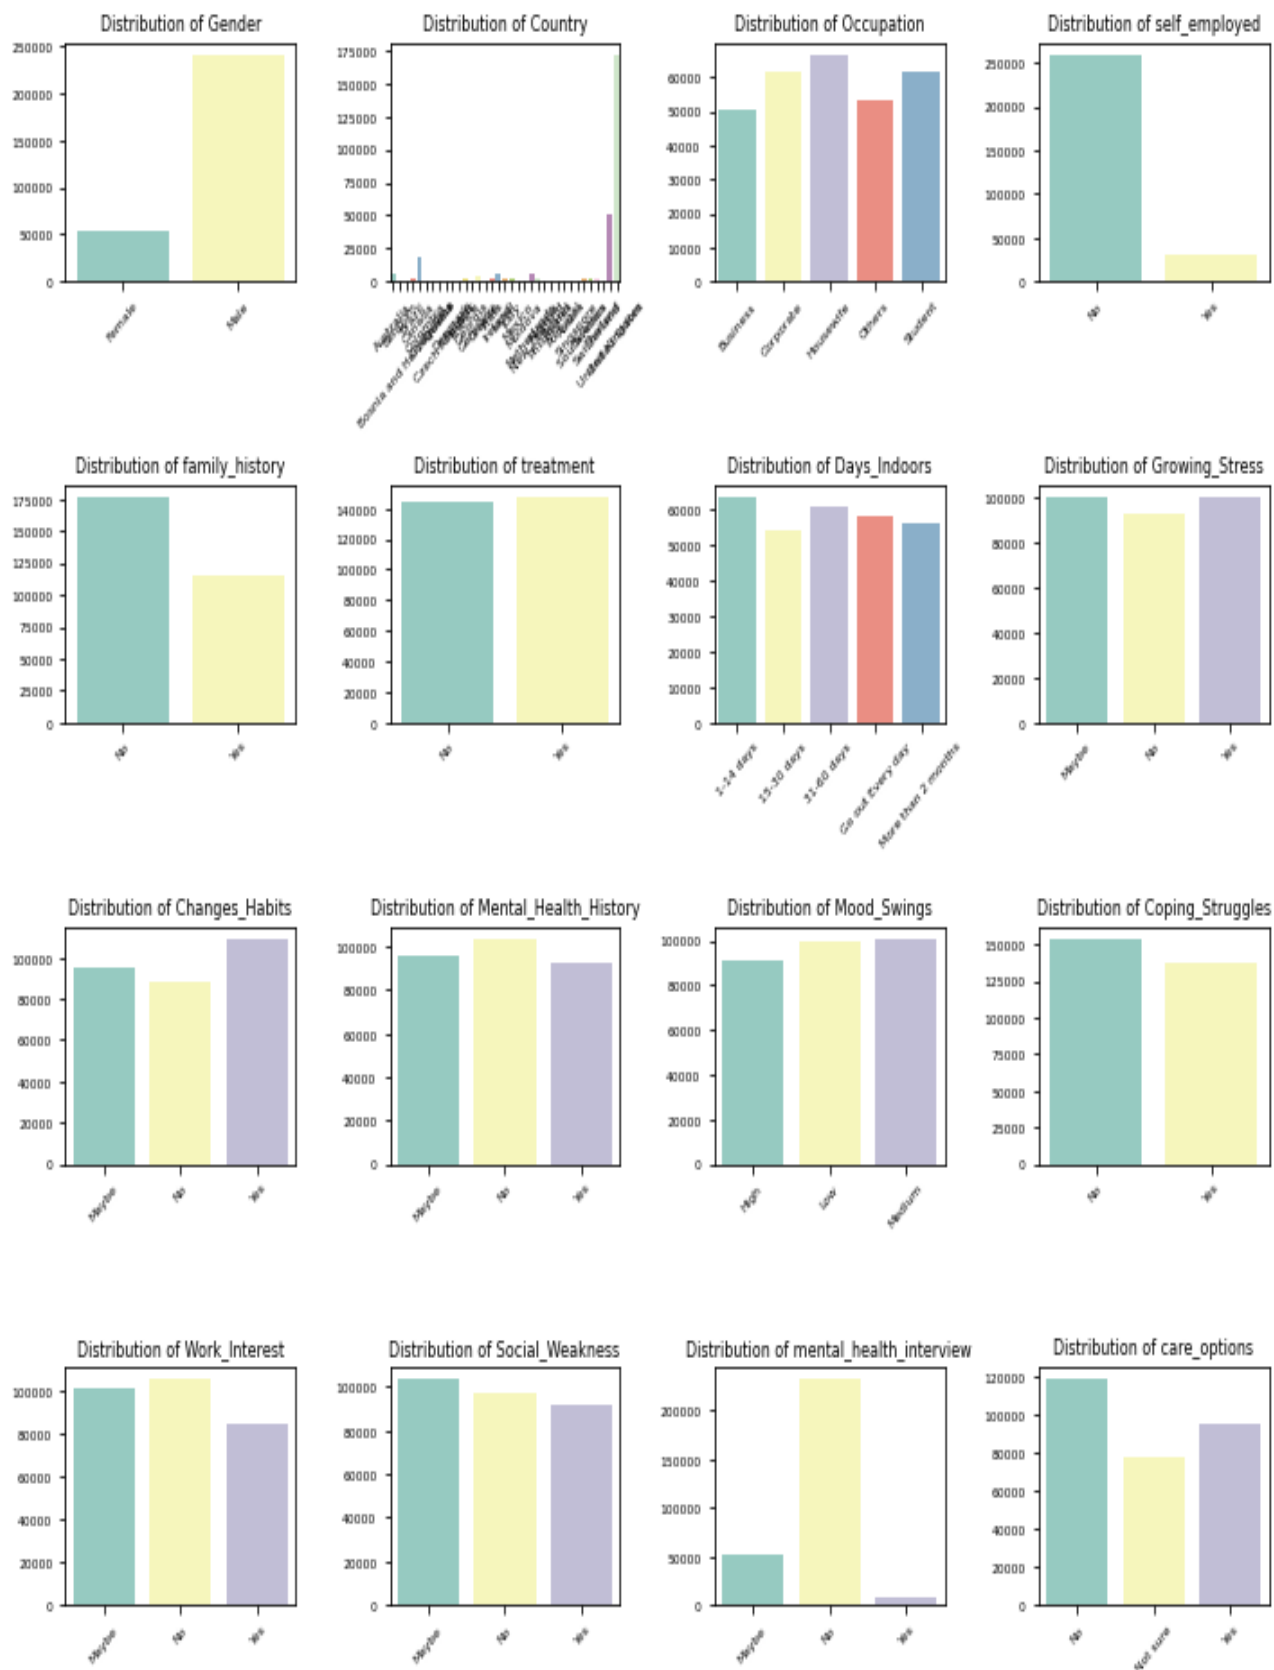 Distribution of Gender
250000
200000
150000
100000
50000
0
Female
Male
Distribution of Country
175000
150000
125000
100000
75000
50000
25000
0
Bosnia and
Czech
Distribution of Occupation
60000
50000
40000
30000
20000
10000
0
Business
Corporate
Housewife
Others
Student
Distribution of self_employed
250000
200000
150000
100000
50000
0
No
Yes
Distribution of family_history
175000
150000
125000
100000
75000
50000
25000
0
No
Yes
Distribution of treatment
140000
120000
100000
80000
60000
40000
20000
0
No
Yes
Distribution of Days_Indoors
60000
50000
40000
30000
20000
10000
0
1-14 days
15-30 days
31-60 days
Go out Every day
More than 2 months
Distribution of Growing_Stress
100000
80000
60000
40000
20000
0
Maybe
No
Yes
Distribution of Changes_Habits
100000
80000
60000
40000
20000
0
Maybe
No
Yes
Distribution of Mental_Health_History
100000
80000
60000
40000
20000
0
Maybe
No
Yes
Distribution of Mood_Swings
100000
80000
60000
40000
20000
0
High
Low
Medium
Distribution of Coping_Struggles
150000
125000
100000
75000
50000
25000
0
No
Yes
Distribution of Work_Interest
100000
80000
60000
40000
20000
0
Maybe
No
Yes
Distribution of Social_Weakness
100000
80000
60000
40000
20000
0
Maybe
No
Yes
Distribution of mental_health_interview
200000
150000
100000
50000
0
Maybe
No
Yes
Distribution of care_options
120000
100000
80000
60000
40000
20000
0
No
Not sure
Yes